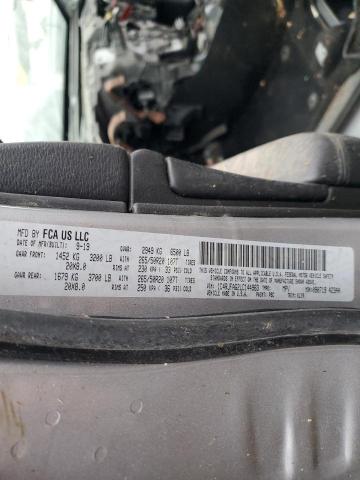 MFD BY FCA US LLC
DATE OF MFR(BUILT): 9-19 GVWR: 2949 KG 6500 LB
GAWR FRONT: 1452 KG 3200 LB WITH 265/50R20 107T TIRES
20X8.0 RIMS AT 230 KPA/ 33 PSI COLD
GAWR REAR: 1679 KG 3700 LB WITH 265/50R20 107T TIRES
20X8.0 RIMS AT 250 KPA/ 36 PSI COLD
THIS VEHICLE CONFORMS TO ALL APPLICABLE U.S.A. FEDERAL MOTOR VEHICLE SAFETY
STANDARDS IN EFFECT ON THE DATE OF MANUFACTURE SHOWN ABOVE.
TYPE: MPV